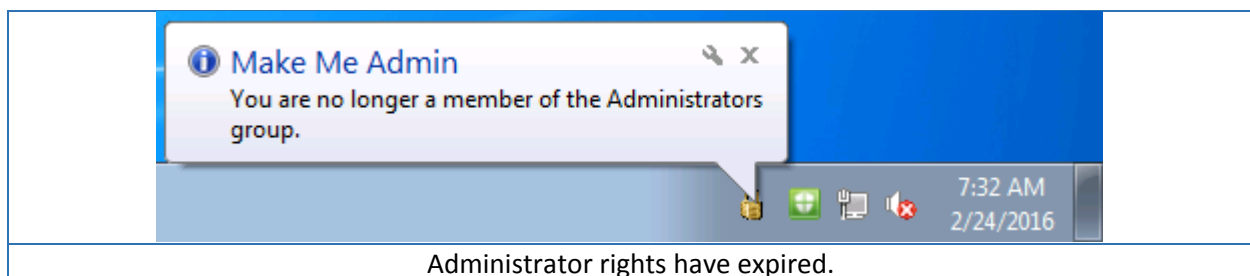 Make Me Admin
You are no longer a member of the Administrators
group.
7:32 AM
2/24/2016
Administrator rights have expired.